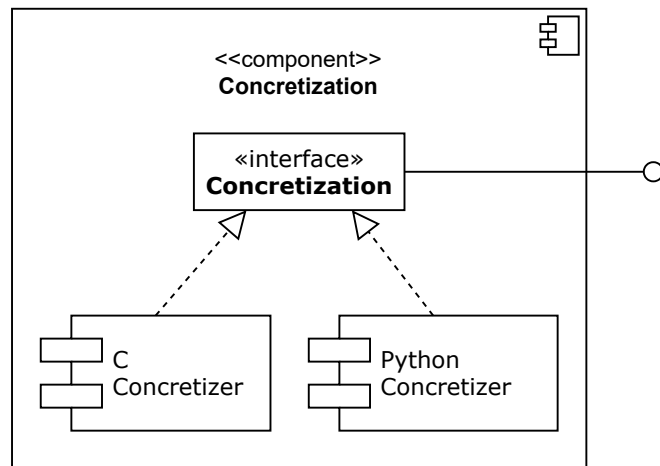 <<component>>
Concretization
«interface»
Concretization
C
Concretizer
Python
Concretizer